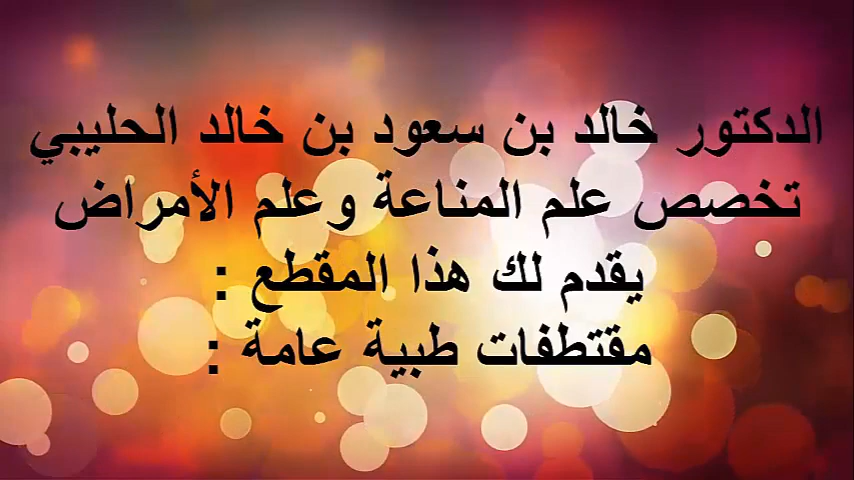 الدكتور خالد بن سعود بن خالد الحليبي
تخصص علم المناعة وعلم الأمراض
يقدم لك هذا المقطع :
مقتطفات طبية عامة :